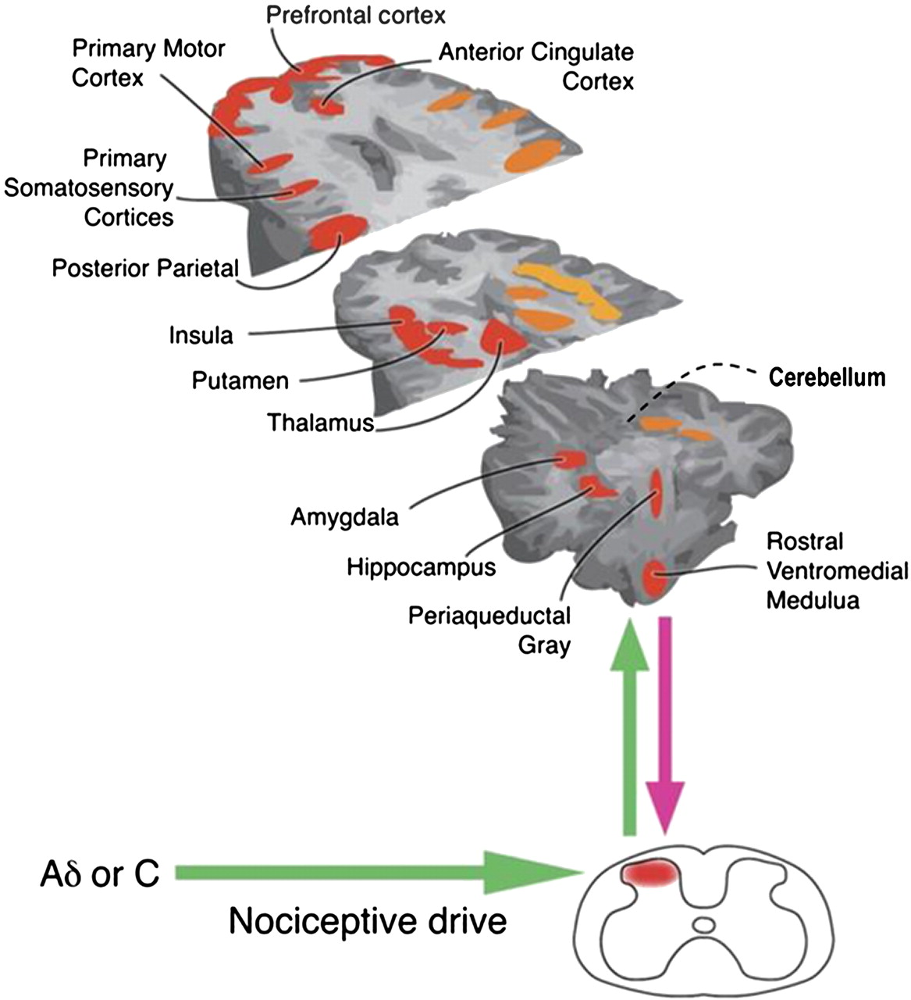 Prefrontal cortex
Primary Motor
Cortex
Anterior Cingulate
Cortex
Primary
Somatosensory
Cortices
Posterior Parietal
Insula
Putamen
Thalamus
Cerebellum
Amygdala
Hippocampus
Periaqueductal
Gray
Rostral
Ventromedial
Medulua
Aδ or C
Nociceptive drive